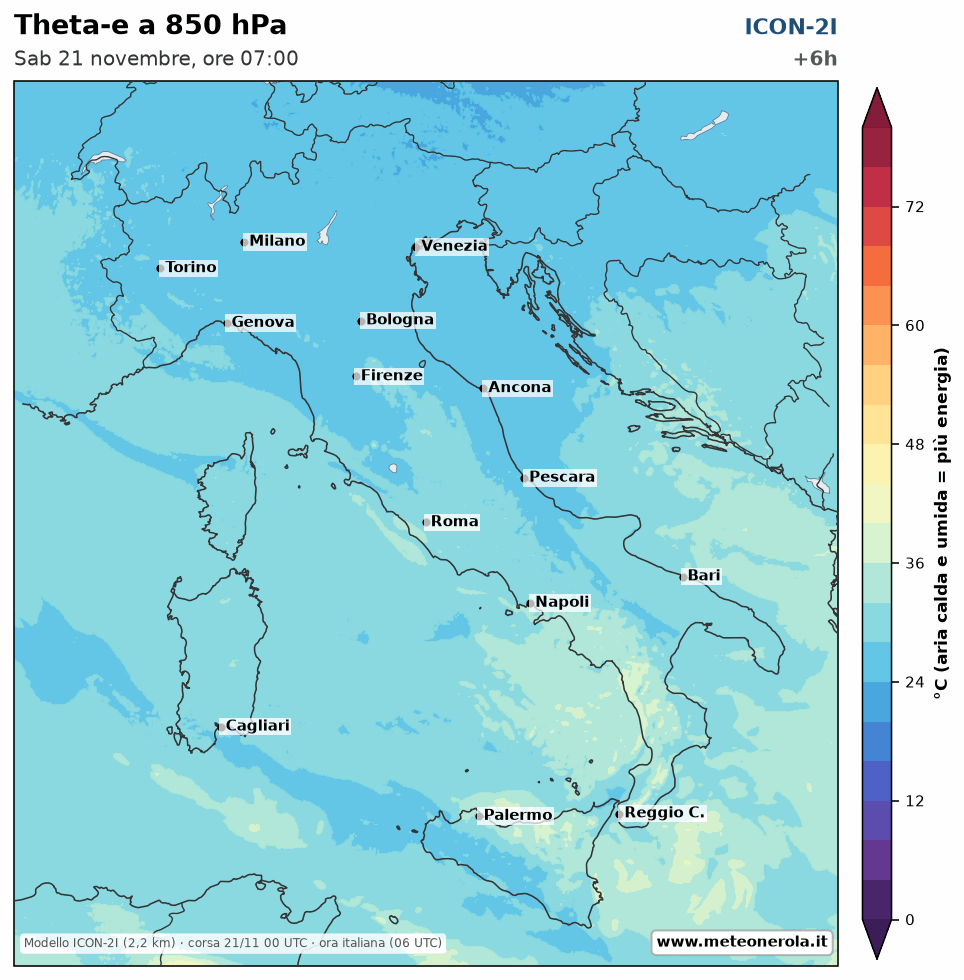 Theta-e a 850 hPa
ICON-2I
Sab 21 novembre, ore 07:00
+6h
Milano
Venezia
Torino
Genova
Bologna
Firenze
Ancona
Pescara
Roma
Bari
Napoli
Cagliari
Palermo
Reggio C.
72
60
48
36
24
12
0
°C (aria calda e umida = più energia)
Modello ICON-2I (2,2 km) · corsa 21/11 00 UTC · ora italiana (06 UTC)
www.meteonerola.it